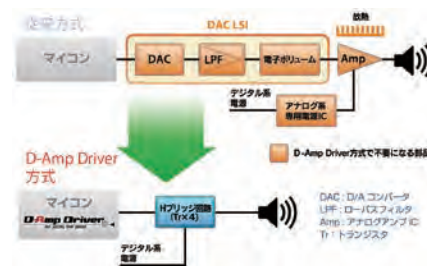 従来方式
DAC LSI
放熱
マイコン
DAC
LPF
電子ボリューム
Amp
デジタル系
電源
アナログ系
専用電源IC
D-Amp Driver方式で不要になる部品
D-Amp Driver
方式
マイコン
D-Amp Driver
Hブリッジ回路
(Tr×4)
デジタル系
電源
DAC : D/A コンバータ
LPF : ローパスフィルタ
Amp : アナログアンプ IC
Tr : トランジスタ